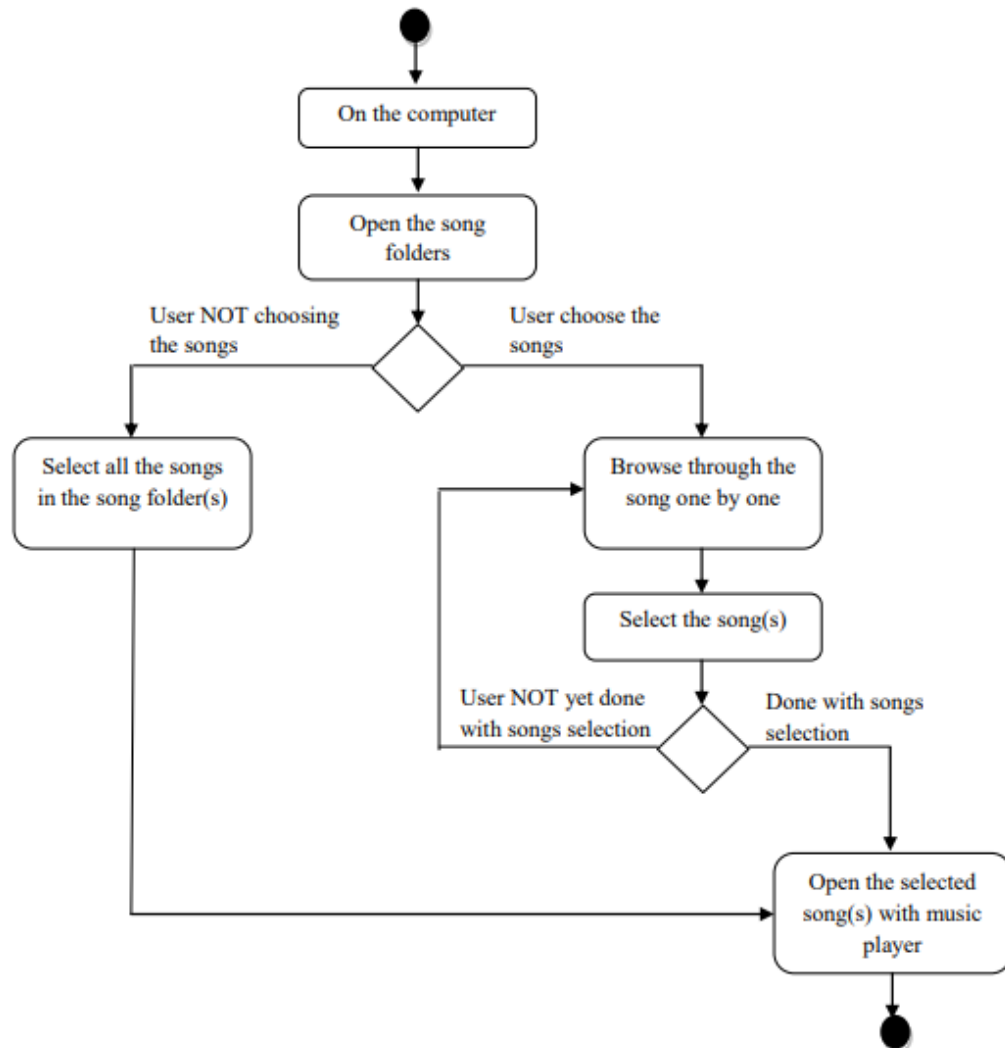 On the computer
Open the song
folders
User NOT choosing
the songs
User choose the
songs
Select all the songs
in the song folder(s)
Browse through the
song one by one
Select the song(s)
User NOT yet done
with songs selection
Done with songs
selection
Open the selected
song(s) with music
player